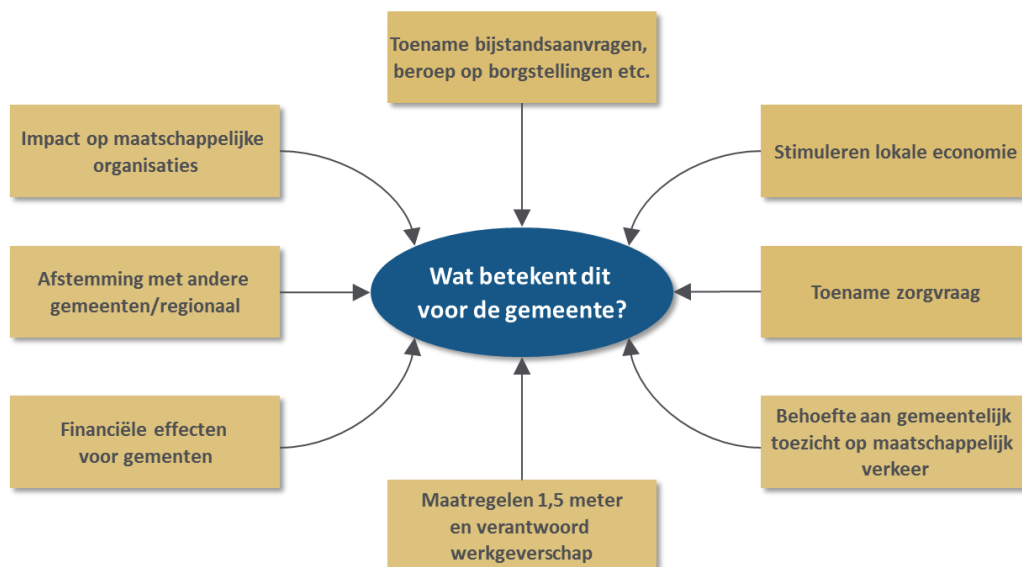 Toename bijstandsaanvragen,
beroep op borgstellingen etc.
Impact op maatschappelijke
organisaties
Stimuleren lokale economie
Afstemming met andere
gemeenten/regionaal
Wat betekent dit
voor de gemeente?
Toename zorgvraag
Financiële effecten
voor gementen
Behoefte aan gemeentelijk
toezicht op maatschappelijk
verkeer
Maatregelen 1,5 meter
en verantwoord
werkgeverschap